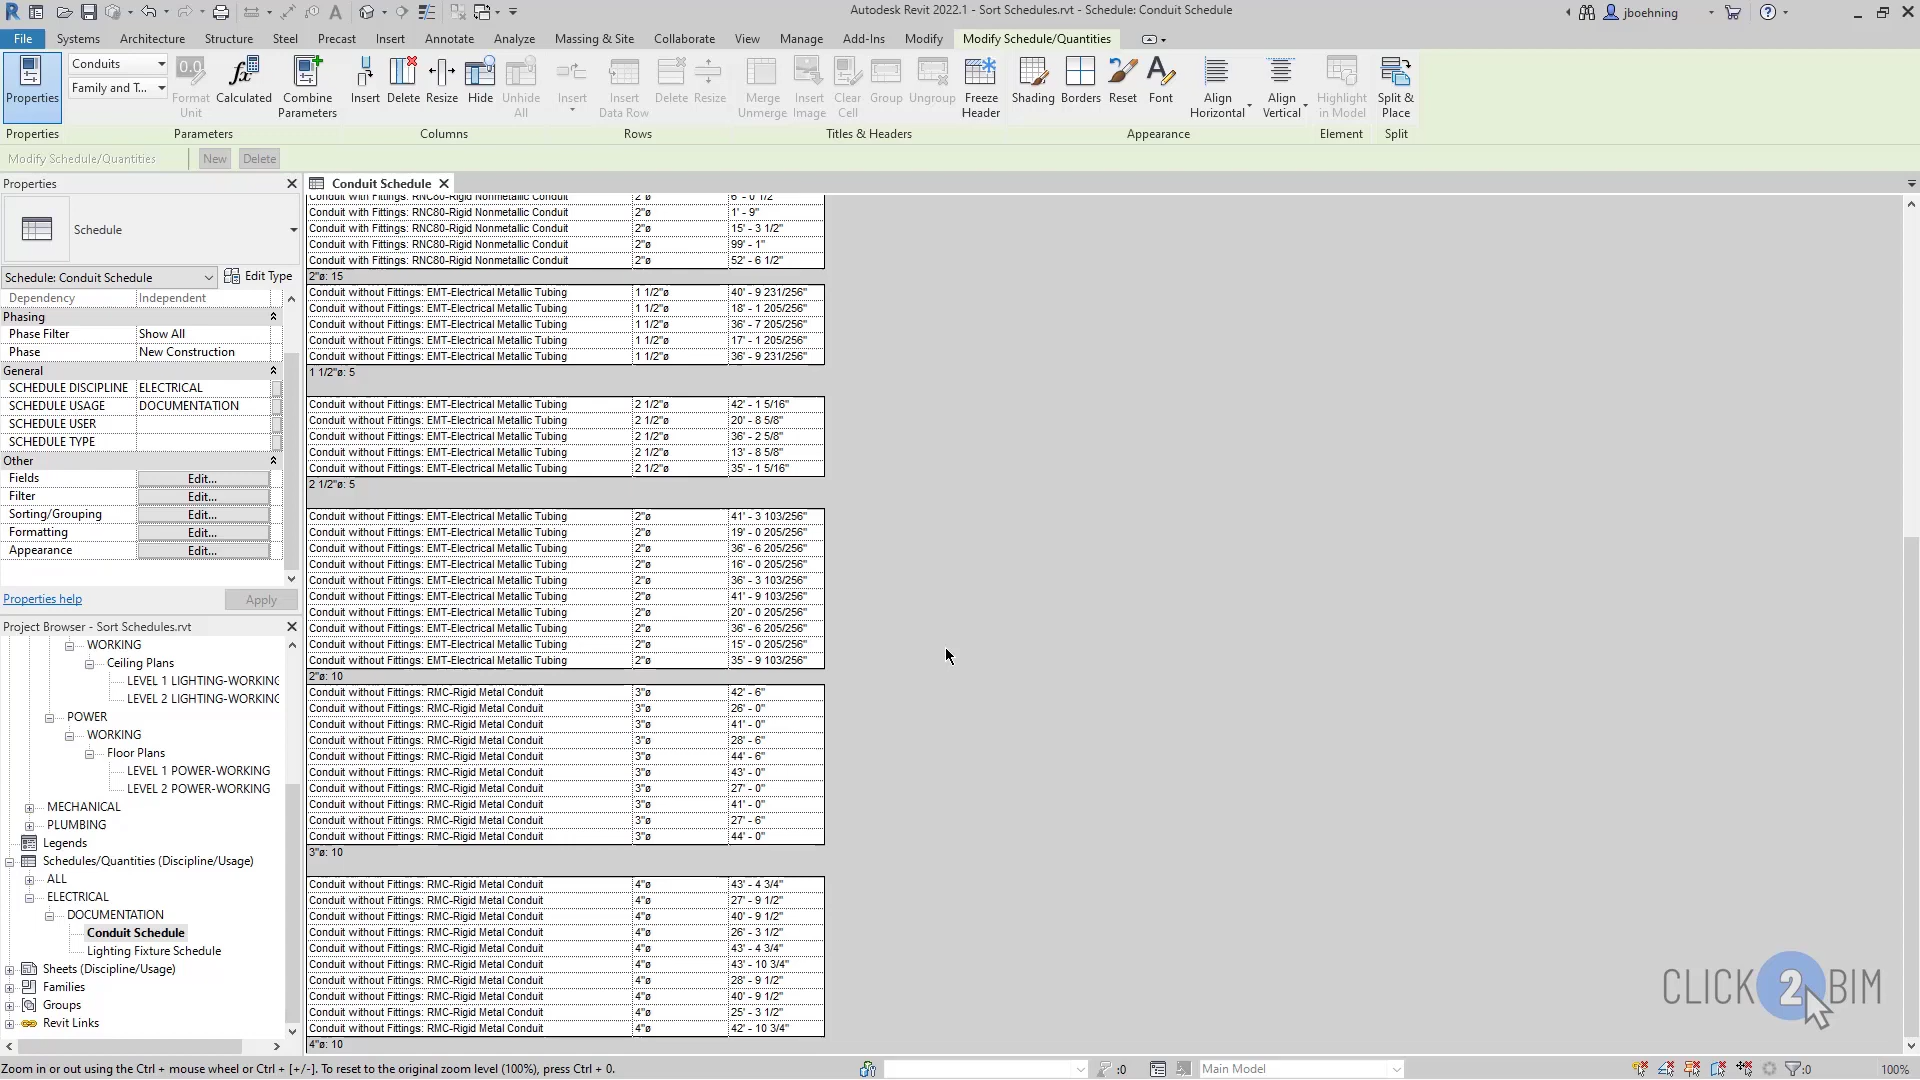 Autodesk Revit 2022.1 - Sort Schedules.rvt - Schedule: Conduit Schedule
jboehning
File Systems Architecture Structure Steel Precast Insert Annotate Analyze Massing & Site Collaborate View Manage Add-Ins Modify Modify Schedule/Quantities
Conduits
Family and T...
Properties
Format Unit
Calculated
Combine Parameters
Insert Delete Resize Hide Unhide All
Insert
Insert Data Row
Delete Resize
Merge Unmerge
Insert Image
Clear Cell
Group Ungroup
Freeze Header
Shading Borders Reset Font
Align Horizontal
Align Vertical
Highlight in Model
Split & Place
Properties Parameters Columns Rows Titles & Headers Appearance Element Split
Modify Schedule/Quantities New Delete
Properties
Schedule
Schedule: Conduit Schedule Edit Type
Dependency Independent
Phasing
Phase Filter Show All
Phase New Construction
General
SCHEDULE DISCIPLINE ELECTRICAL
SCHEDULE USAGE DOCUMENTATION
SCHEDULE USER
SCHEDULE TYPE
Other
Fields Edit...
Filter Edit...
Sorting/Grouping Edit...
Formatting Edit...
Appearance Edit...
Properties help Apply
Project Browser - Sort Schedules.rvt
WORKING
Ceiling Plans
LEVEL 1 LIGHTING-WORKING
LEVEL 2 LIGHTING-WORKING
POWER
WORKING
Floor Plans
LEVEL 1 POWER-WORKING
LEVEL 2 POWER-WORKING
MECHANICAL
PLUMBING
Legends
Schedules/Quantities (Discipline/Usage)
ALL
ELECTRICAL
DOCUMENTATION
Conduit Schedule
Lighting Fixture Schedule
Sheets (Discipline/Usage)
Families
Groups
Revit Links
Conduit Schedule
Conduit with Fittings: RNC80-Rigid Nonmetallic Conduit 2"ø 6' - 0 1/2"
Conduit with Fittings: RNC80-Rigid Nonmetallic Conduit 2"ø 1' - 9"
Conduit with Fittings: RNC80-Rigid Nonmetallic Conduit 2"ø 15' - 3 1/2"
Conduit with Fittings: RNC80-Rigid Nonmetallic Conduit 2"ø 99' - 1"
Conduit with Fittings: RNC80-Rigid Nonmetallic Conduit 2"ø 52' - 6 1/2"
2"ø: 15
Conduit without Fittings: EMT-Electrical Metallic Tubing 1 1/2"ø 40' - 9 231/256"
Conduit without Fittings: EMT-Electrical Metallic Tubing 1 1/2"ø 18' - 1 205/256"
Conduit without Fittings: EMT-Electrical Metallic Tubing 1 1/2"ø 36' - 7 205/256"
Conduit without Fittings: EMT-Electrical Metallic Tubing 1 1/2"ø 17' - 1 205/256"
Conduit without Fittings: EMT-Electrical Metallic Tubing 1 1/2"ø 36' - 9 231/256"
1 1/2"ø: 5
Conduit without Fittings: EMT-Electrical Metallic Tubing 2 1/2"ø 42' - 1 5/16"
Conduit without Fittings: EMT-Electrical Metallic Tubing 2 1/2"ø 20' - 8 5/8"
Conduit without Fittings: EMT-Electrical Metallic Tubing 2 1/2"ø 36' - 2 5/8"
Conduit without Fittings: EMT-Electrical Metallic Tubing 2 1/2"ø 13' - 8 5/8"
Conduit without Fittings: EMT-Electrical Metallic Tubing 2 1/2"ø 35' - 1 5/16"
2 1/2"ø: 5
Conduit without Fittings: EMT-Electrical Metallic Tubing 2"ø 41' - 3 103/256"
Conduit without Fittings: EMT-Electrical Metallic Tubing 2"ø 19' - 0 205/256"
Conduit without Fittings: EMT-Electrical Metallic Tubing 2"ø 36' - 6 205/256"
Conduit without Fittings: EMT-Electrical Metallic Tubing 2"ø 16' - 0 205/256"
Conduit without Fittings: EMT-Electrical Metallic Tubing 2"ø 36' - 3 103/256"
Conduit without Fittings: EMT-Electrical Metallic Tubing 2"ø 41' - 9 103/256"
Conduit without Fittings: EMT-Electrical Metallic Tubing 2"ø 20' - 0 205/256"
Conduit without Fittings: EMT-Electrical Metallic Tubing 2"ø 36' - 6 205/256"
Conduit without Fittings: EMT-Electrical Metallic Tubing 2"ø 15' - 0 205/256"
Conduit without Fittings: EMT-Electrical Metallic Tubing 2"ø 35' - 9 103/256"
2"ø: 10
Conduit without Fittings: RMC-Rigid Metal Conduit 3"ø 42' - 6"
Conduit without Fittings: RMC-Rigid Metal Conduit 3"ø 26' - 0"
Conduit without Fittings: RMC-Rigid Metal Conduit 3"ø 41' - 0"
Conduit without Fittings: RMC-Rigid Metal Conduit 3"ø 28' - 6"
Conduit without Fittings: RMC-Rigid Metal Conduit 3"ø 44' - 6"
Conduit without Fittings: RMC-Rigid Metal Conduit 3"ø 43' - 0"
Conduit without Fittings: RMC-Rigid Metal Conduit 3"ø 27' - 0"
Conduit without Fittings: RMC-Rigid Metal Conduit 3"ø 41' - 0"
Conduit without Fittings: RMC-Rigid Metal Conduit 3"ø 27' - 6"
Conduit without Fittings: RMC-Rigid Metal Conduit 3"ø 44' - 0"
3"ø: 10
Conduit without Fittings: RMC-Rigid Metal Conduit 4"ø 43' - 4 3/4"
Conduit without Fittings: RMC-Rigid Metal Conduit 4"ø 27' - 9 1/2"
Conduit without Fittings: RMC-Rigid Metal Conduit 4"ø 40' - 9 1/2"
Conduit without Fittings: RMC-Rigid Metal Conduit 4"ø 26' - 3 1/2"
Conduit without Fittings: RMC-Rigid Metal Conduit 4"ø 43' - 4 3/4"
Conduit without Fittings: RMC-Rigid Metal Conduit 4"ø 43' - 10 3/4"
Conduit without Fittings: RMC-Rigid Metal Conduit 4"ø 28' - 9 1/2"
Conduit without Fittings: RMC-Rigid Metal Conduit 4"ø 40' - 9 1/2"
Conduit without Fittings: RMC-Rigid Metal Conduit 4"ø 25' - 3 1/2"
Conduit without Fittings: RMC-Rigid Metal Conduit 4"ø 42' - 10 3/4"
4"ø: 10
CLICK 2 BIM
Zoom in or out using the Ctrl + mouse wheel or Ctrl + [+/-]. To reset to the original zoom level (100%), press Ctrl + 0. :0 Main Model :0 100%